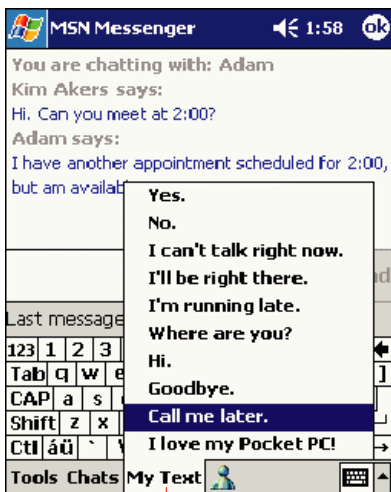 MSN Messenger 1:58 ok
You are chatting with: Adam
Kim Akers says:
Hi. Can you meet at 2:00?
Adam says:
I have another appointment scheduled for 2:00,
but am
Yes.
No.
I can't talk right now.
I'll be right there.
I'm running late.
Where are you?
Hi.
Goodbye.
Call me later.
I love my Pocket PC!
Last message
123 1 2 3
Tab q w e ]
CAP a s
Shift z x
Ctl áü `
Tools Chats My Text